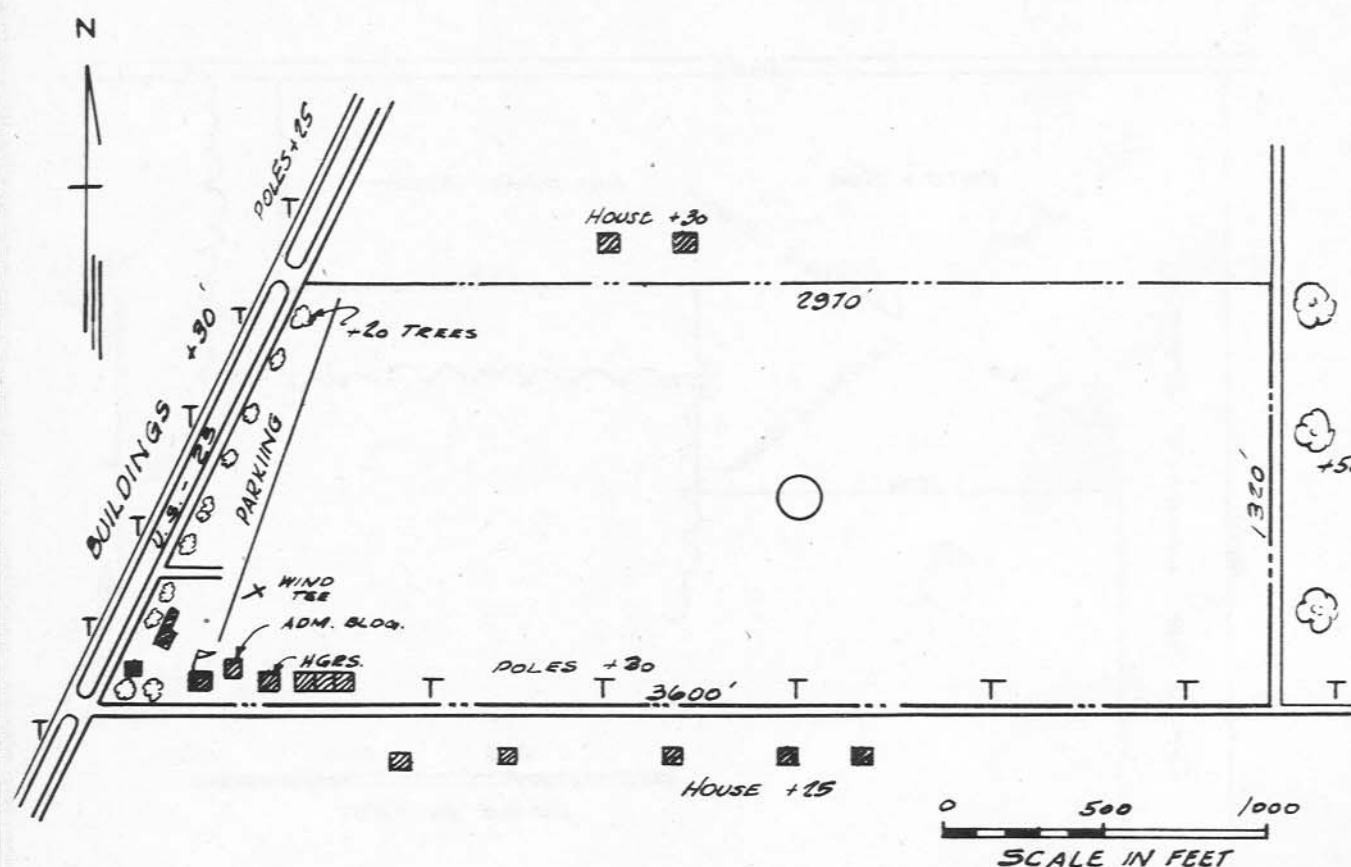 N
POLES +25
HOUSE +30
2970'
+20 TREES
+30'
BUILDINGS
U.S. - 23
PARKING
1320'
WIND
TEE
ADM. BLDG.
HGRS.
POLES +30
3600'
HOUSE +25
0 500 1000
SCALE IN FEET